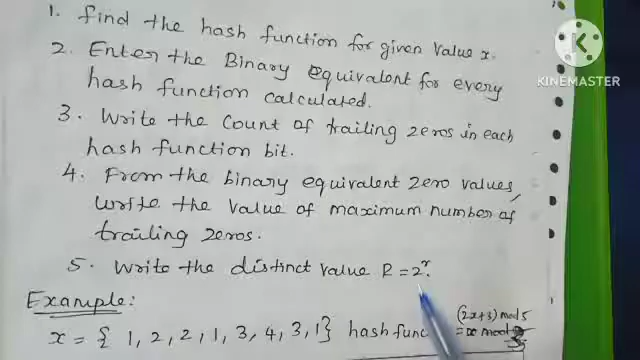 1. Find the hash function for given value x.
2. Enter the Binary equivalent for every
hash function calculated.
3. Write the count of trailing zeros in each
hash function bit.
4. From the binary equivalent zero values,
write the value of maximum number of
trailing zeros.
5. Write the distinct value R = 2^r.
Example:
(2x+3) mod 5
x = { 1, 2, 2, 1, 3, 4, 3, 1} hash func = x mod
KINEMASTER